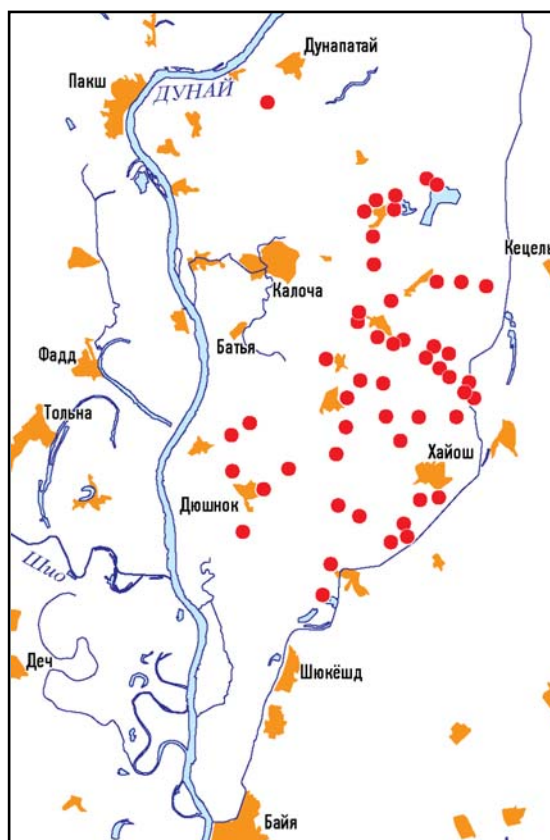 Дунапатай
Пакш
ДУНАЙ
Кецель
Калоча
Батья
Фадд
Тольна
Хайош
Дюшнок
Шио
Деч
Шюкёшд
Байя